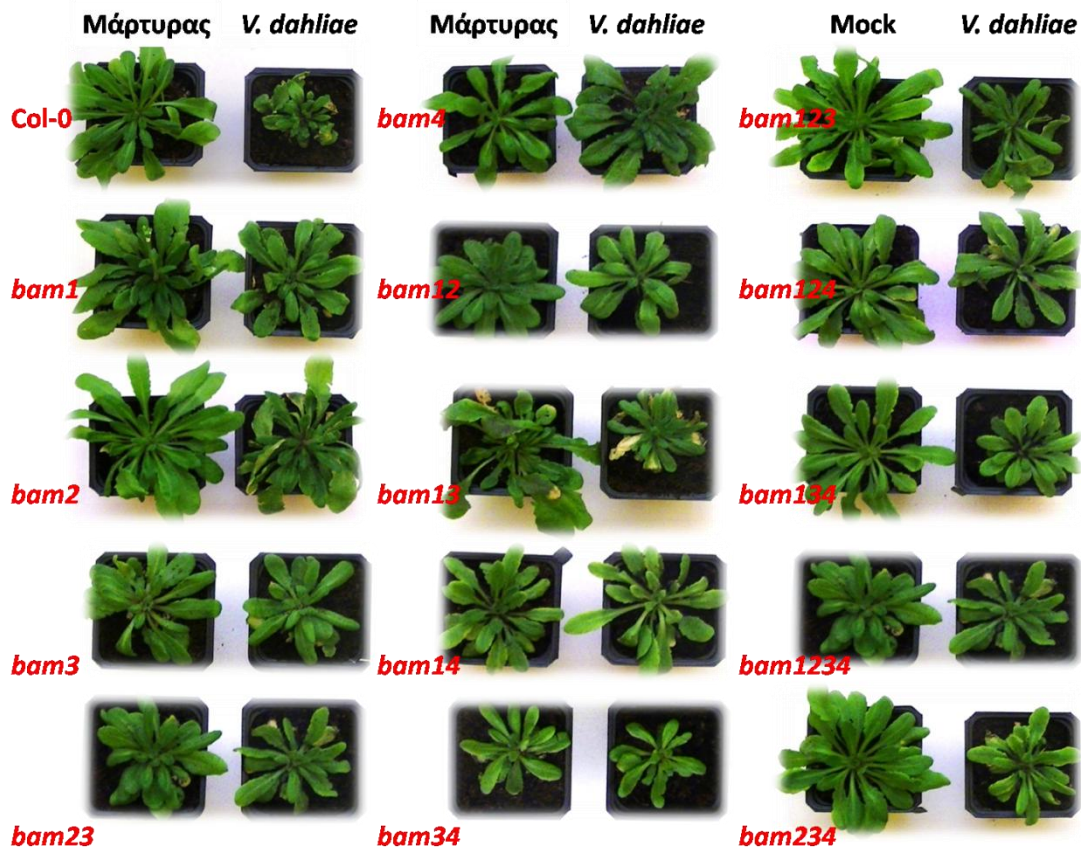 Μάρτυρας V. dahliae Μάρτυρας V. dahliae Mock V. dahliae
Col-0 bam4 bam123
bam1 bam12 bam124
bam2 bam13 bam134
bam3 bam14 bam1234
bam23 bam34 bam234